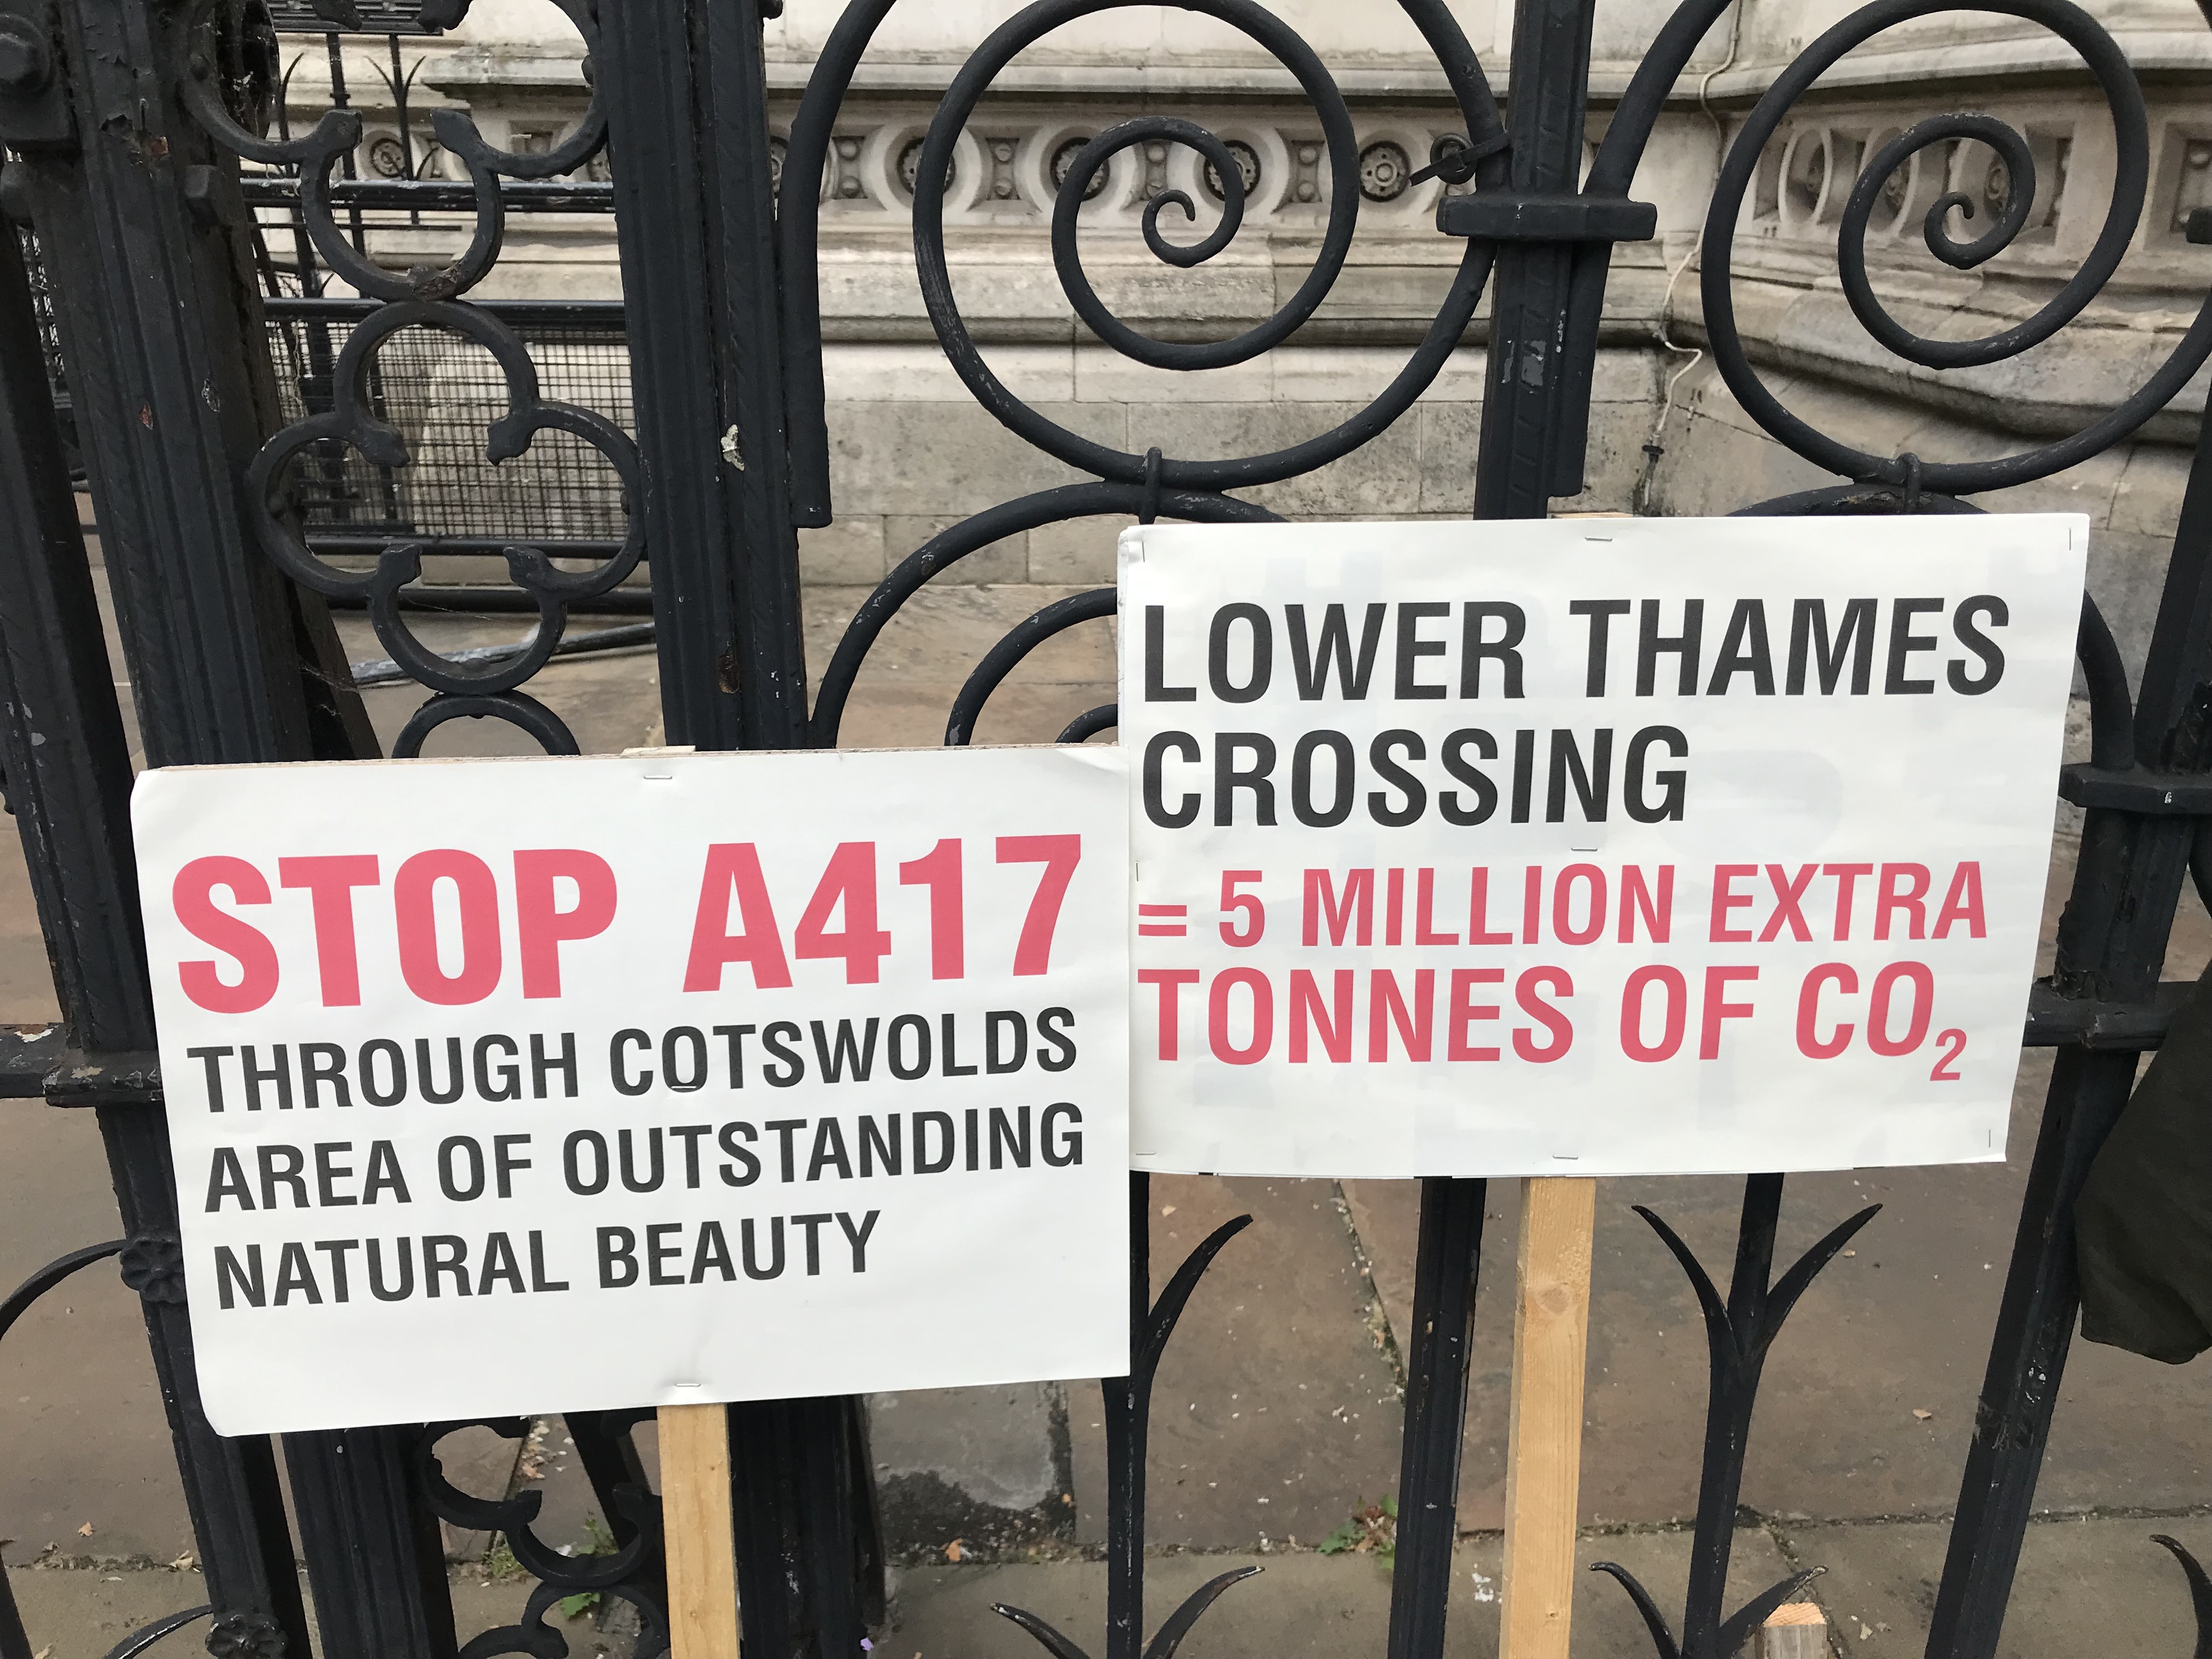 STOP A417
THROUGH COTSWOLDS
AREA OF OUTSTANDING
NATURAL BEAUTY
LOWER THAMES
CROSSING
= 5 MILLION EXTRA
TONNES OF CO₂